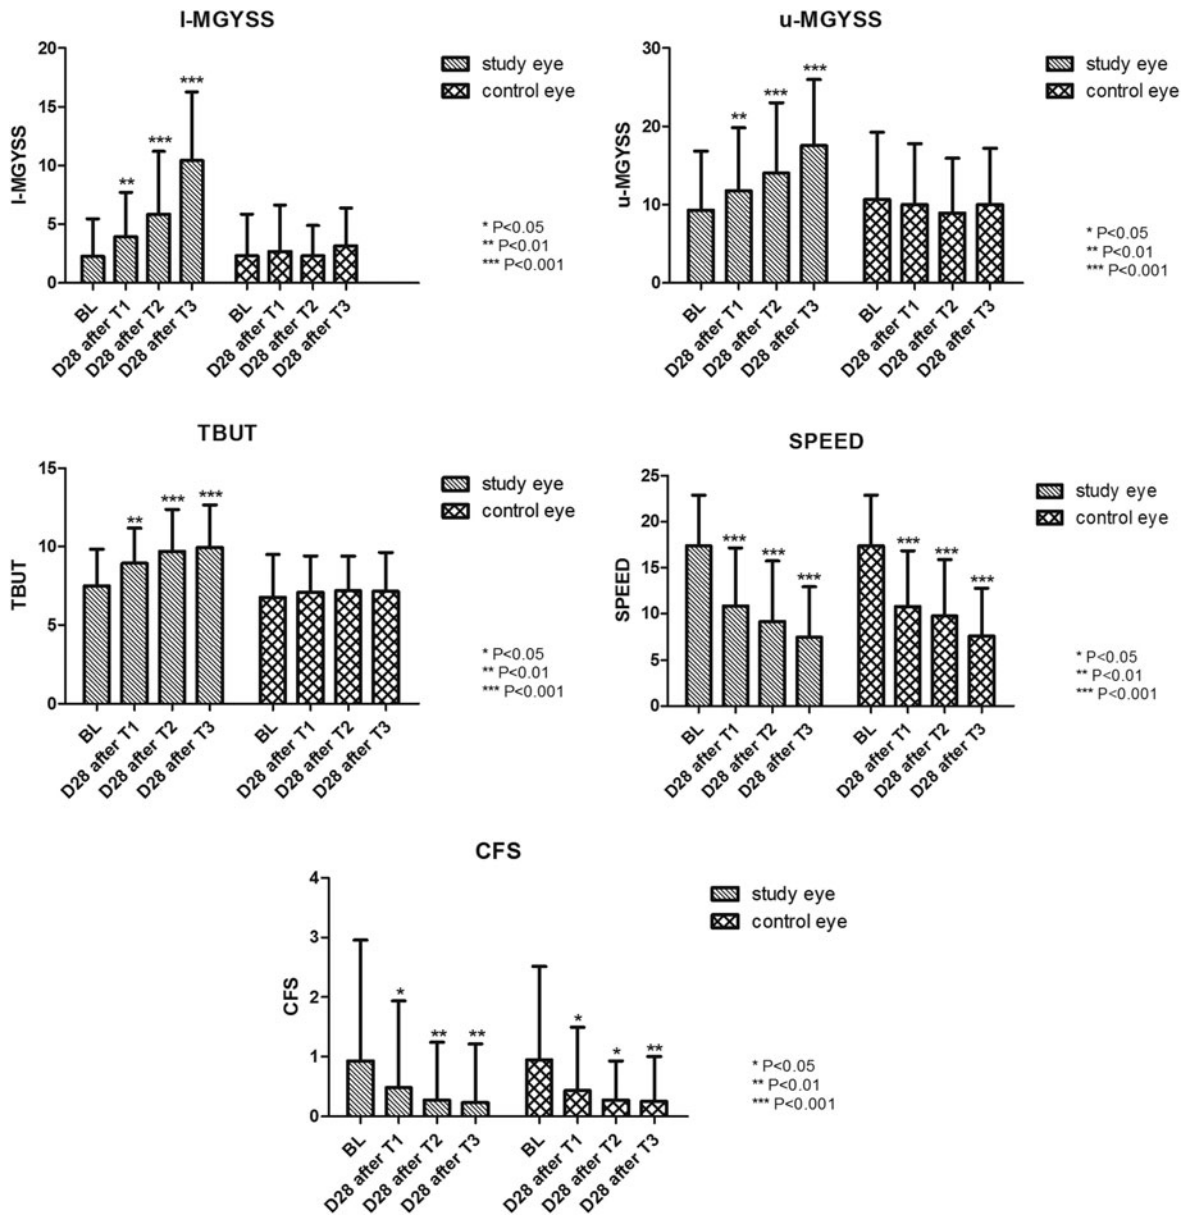 l-MGYSS
l-MGYSS
20
15
10
5
0
**
***
***
BL
D28 after T1
D28 after T2
D28 after T3
BL
D28 after T1
D28 after T2
D28 after T3
study eye
control eye
* P<0.05
** P<0.01
*** P<0.001
u-MGYSS
u-MGYSS
30
20
10
0
**
***
***
BL
D28 after T1
D28 after T2
D28 after T3
BL
D28 after T1
D28 after T2
D28 after T3
study eye
control eye
* P<0.05
** P<0.01
*** P<0.001
TBUT
TBUT
15
10
5
0
**
***
***
BL
D28 after T1
D28 after T2
D28 after T3
BL
D28 after T1
D28 after T2
D28 after T3
study eye
control eye
* P<0.05
** P<0.01
*** P<0.001
SPEED
SPEED
25
20
15
10
5
0
***
***
***
***
***
***
BL
D28 after T1
D28 after T2
D28 after T3
BL
D28 after T1
D28 after T2
D28 after T3
study eye
control eye
* P<0.05
** P<0.01
*** P<0.001
CFS
CFS
4
3
2
1
0
*
**
**
*
*
**
BL
D28 after T1
D28 after T2
D28 after T3
BL
D28 after T1
D28 after T2
D28 after T3
study eye
control eye
* P<0.05
** P<0.01
*** P<0.001